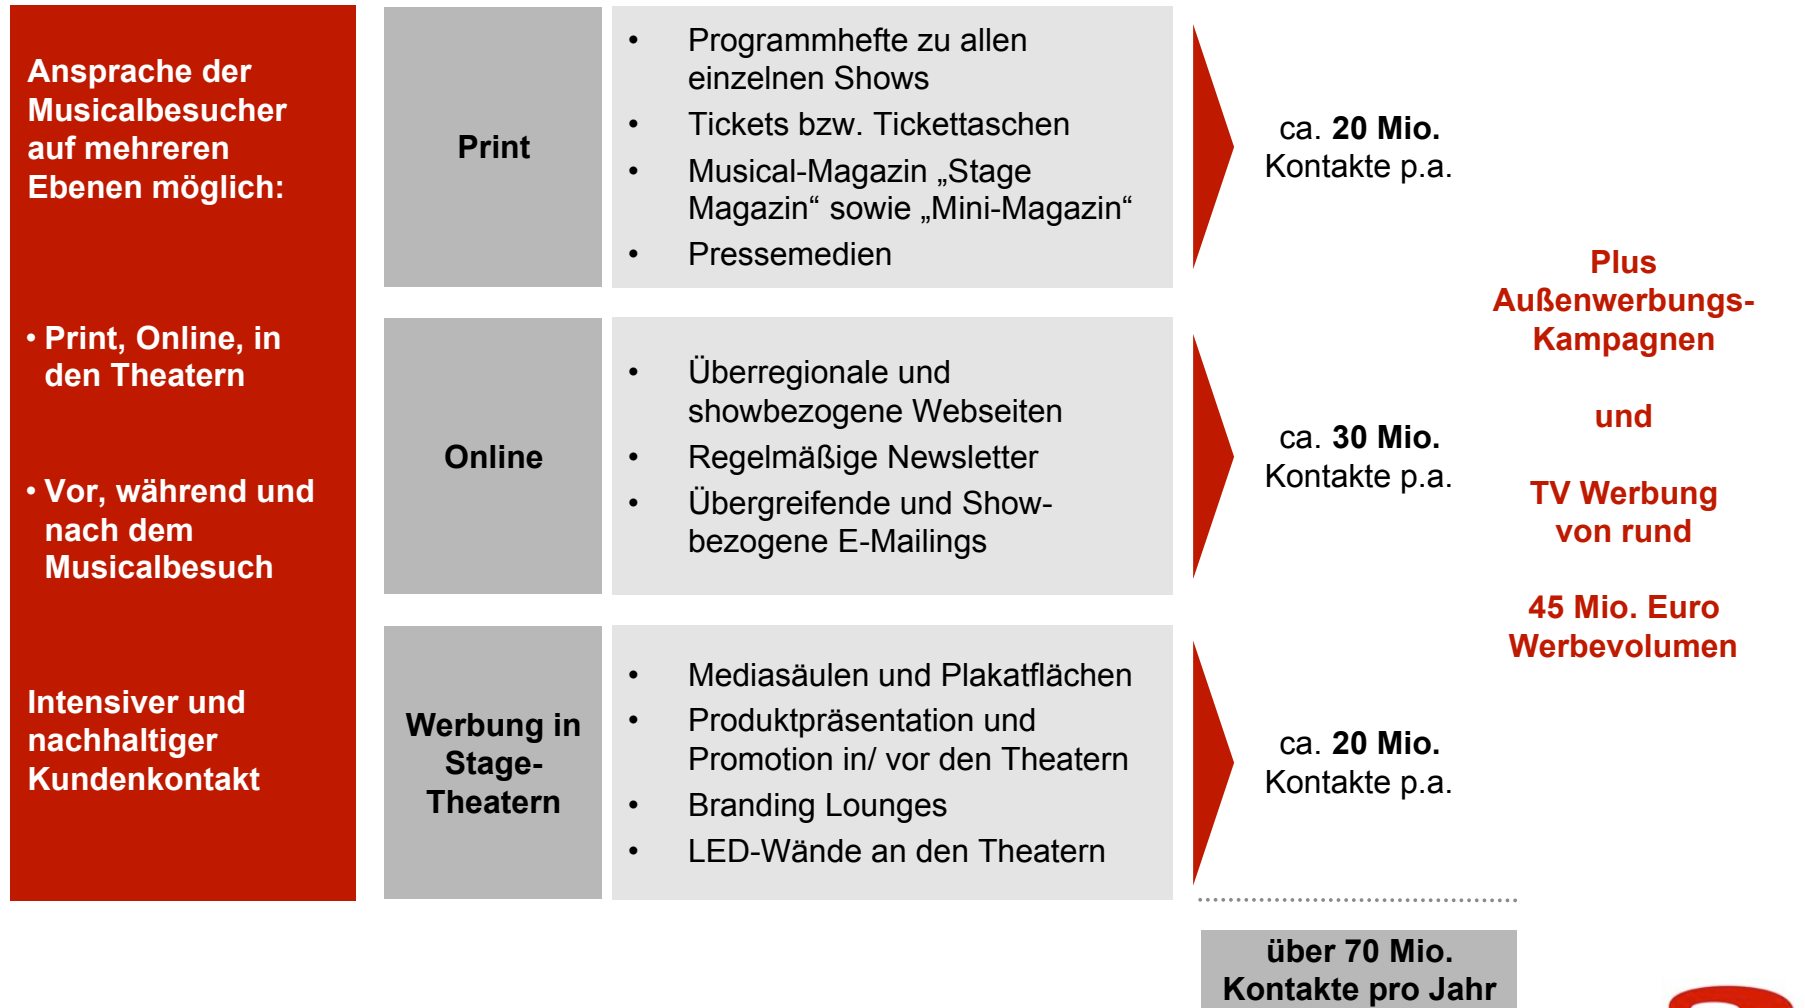 Ansprache der
Musicalbesucher
auf mehreren
Ebenen möglich:
• Print, Online, in
den Theatern
• Vor, während und
nach dem
Musicalbesuch
Intensiver und
nachhaltiger
Kundenkontakt
Print
• Programmhefte zu allen
einzelnen Shows
• Tickets bzw. Tickettaschen
• Musical-Magazin „Stage
Magazin“ sowie „Mini-Magazin“
• Pressemedien
ca. 20 Mio.
Kontakte p.a.
Online
• Überregionale und
showbezogene Webseiten
• Regelmäßige Newsletter
• Übergreifende und Show-
bezogene E-Mailings
ca. 30 Mio.
Kontakte p.a.
Werbung in
Stage-
Theatern
• Mediasäulen und Plakatflächen
• Produktpräsentation und
Promotion in/ vor den Theatern
• Branding Lounges
• LED-Wände an den Theatern
ca. 20 Mio.
Kontakte p.a.
über 70 Mio.
Kontakte pro Jahr
Plus
Außenwerbungs-
Kampagnen
und
TV Werbung
von rund
45 Mio. Euro
Werbevolumen